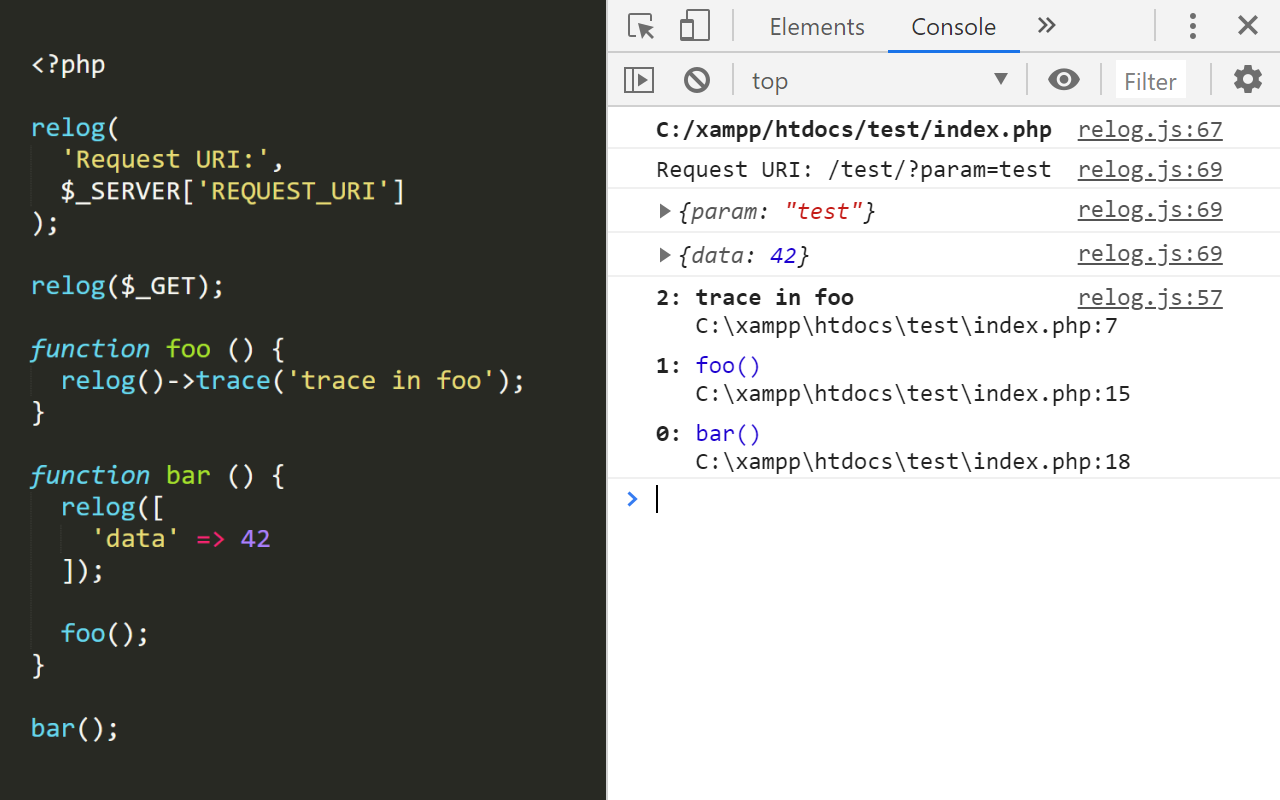 <?php
relog(
'Request URI:',
$_SERVER['REQUEST_URI']
);
relog($_GET);
function foo () {
relog()->trace('trace in foo');
}
function bar () {
relog([
'data' => 42
]);
foo();
}
bar();
Elements Console
top Filter
C:/xampp/htdocs/test/index.php relog.js:67
Request URI: /test/?param=test relog.js:69
{param: "test"} relog.js:69
{data: 42} relog.js:69
2: trace in foo relog.js:57
C:\xampp\htdocs\test\index.php:7
1: foo()
C:\xampp\htdocs\test\index.php:15
0: bar()
C:\xampp\htdocs\test\index.php:18